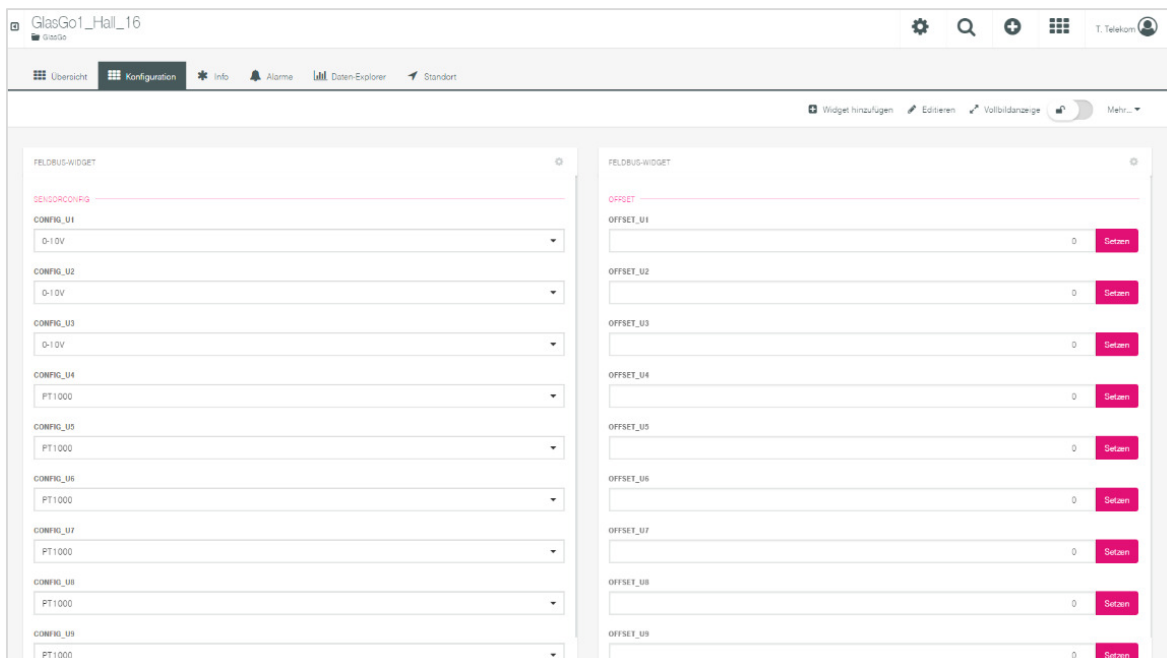 GlasGo1_Hall_16
GlasGo
T. Telekom
Übersicht
Konfiguration
Info
Alarme
Daten-Explorer
Standort
Widget hinzufügen
Editieren
Vollbildanzeige
Mehr...
FELDBUS-WIDGET
SENSORCONFIG
CONFIG_U1
0-10V
CONFIG_U2
0-10V
CONFIG_U3
0-10V
CONFIG_U4
PT1000
CONFIG_U5
PT1000
CONFIG_U6
PT1000
CONFIG_U7
PT1000
CONFIG_U8
PT1000
CONFIG_U9
PT1000
FELDBUS-WIDGET
OFFSET
OFFSET_U1
0 Setzen
OFFSET_U2
0 Setzen
OFFSET_U3
0 Setzen
OFFSET_U4
0 Setzen
OFFSET_U5
0 Setzen
OFFSET_U6
0 Setzen
OFFSET_U7
0 Setzen
OFFSET_U8
0 Setzen
OFFSET_U9
0 Setzen